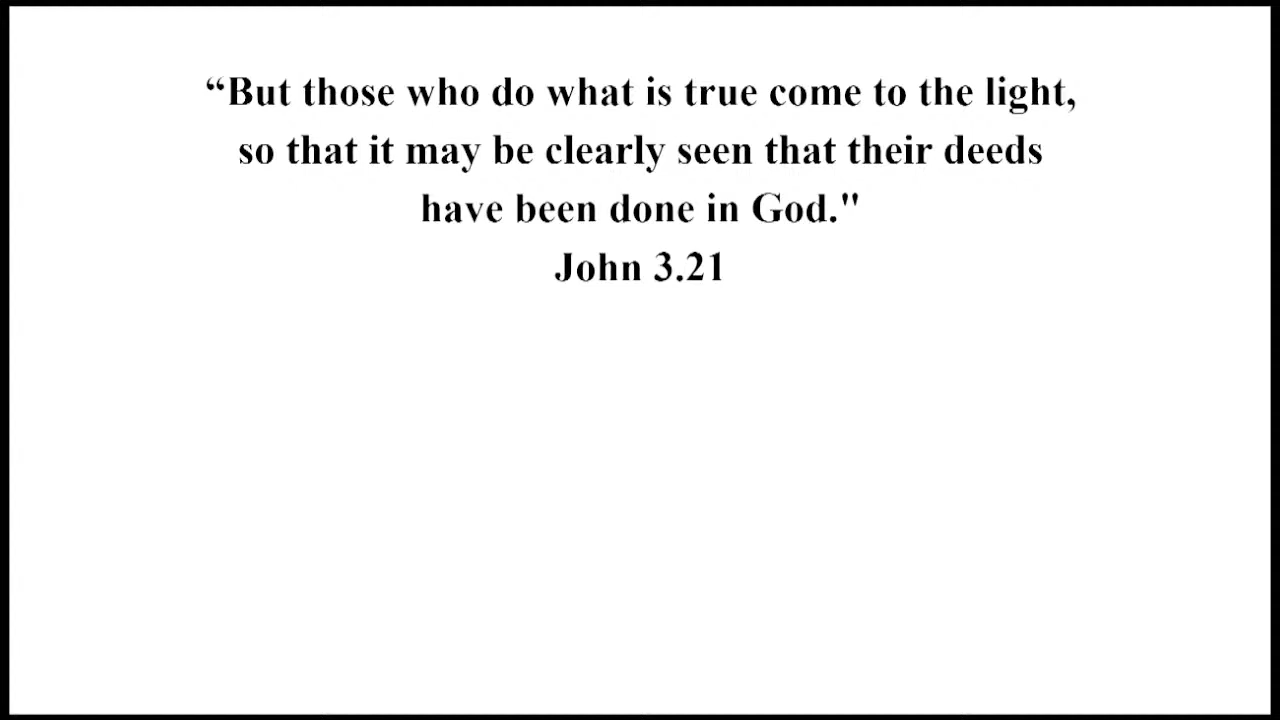 “But those who do what is true come to the light,
so that it may be clearly seen that their deeds
have been done in God."
John 3.21